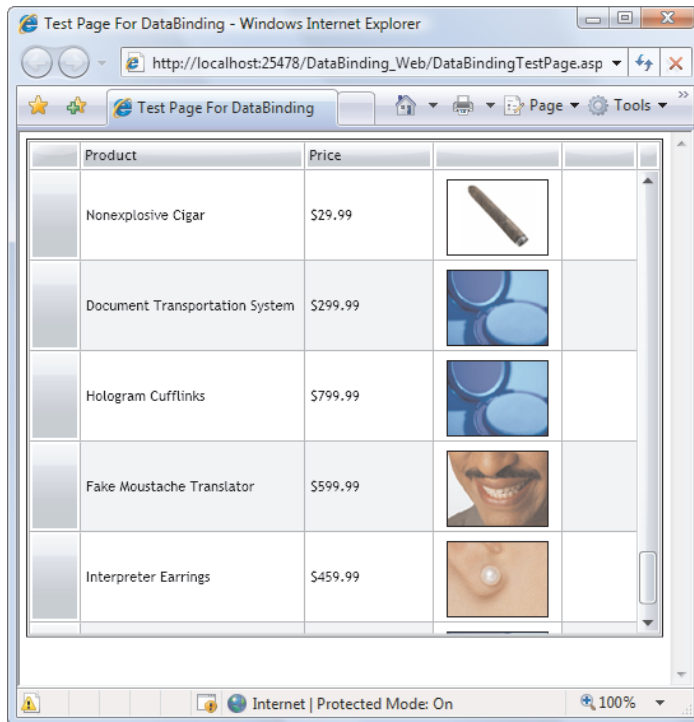 Test Page For DataBinding - Windows Internet Explorer
http://localhost:25478/DataBinding_Web/DataBindingTestPage.asp
Test Page For DataBinding
Page
Tools
Product Price
Nonexplosive Cigar $29.99
Document Transportation System $299.99
Hologram Cufflinks $799.99
Fake Moustache Translator $599.99
Interpreter Earrings $459.99
Internet | Protected Mode: On
100%